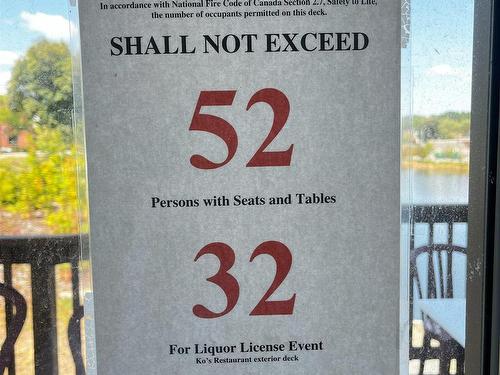 In accordance with National Fire Code of Canada Section 2.7, Safety to Life,
the number of occupants permitted on this deck.
SHALL NOT EXCEED
52
Persons with Seats and Tables
32
For Liquor License Event
Ko's Restaurant exterior deck